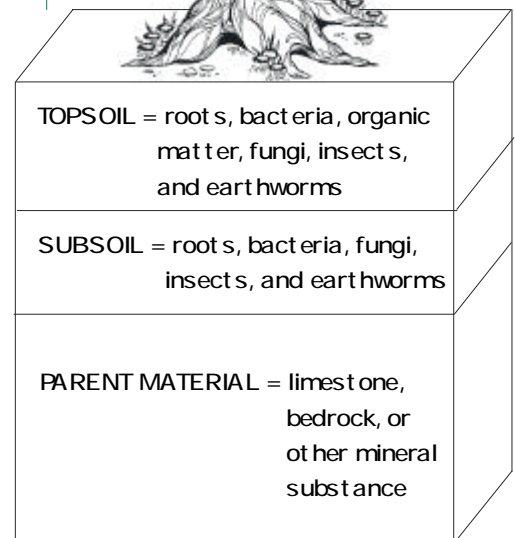 TOPSOIL = roots, bacteria, organic
matter, fungi, insects,
and earthworms
SUBSOIL = roots, bacteria, fungi,
insects, and earthworms
PARENT MATERIAL = limestone,
bedrock, or
other mineral
substance